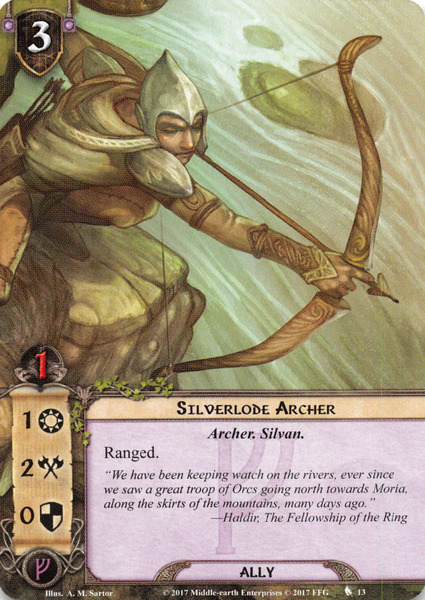 3
1
1
2
0
SILVERLODE ARCHER
Archer. Silvan.
Ranged.
“We have been keeping watch on the rivers, ever since
we saw a great troop of Orcs going north towards Moria,
along the skirts of the mountains, many days ago.”
—Haldir, The Fellowship of the Ring
ALLY
Illus. A. M. Sartor
© 2017 Middle-earth Enterprises © 2017 FFG
13